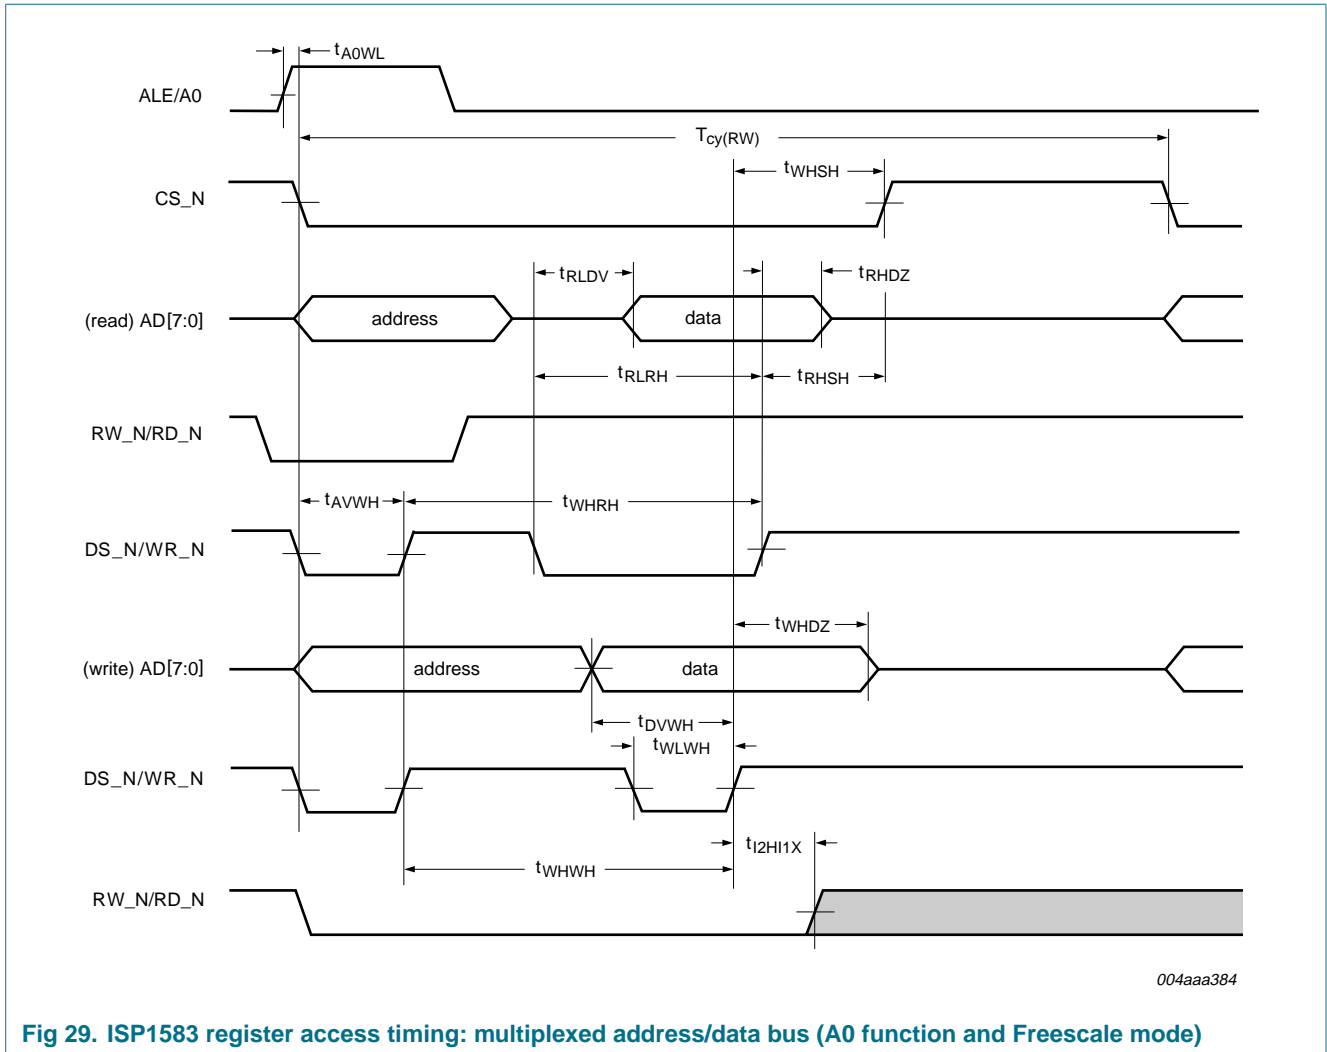 tA0WL
ALE/A0
Tcy(RW)
tWHSH
CS_N
tRLDV
tRHDZ
(read) AD[7:0]
address
data
tRLRH
tRHSH
RW_N/RD_N
tAVWH
tWHRH
DS_N/WR_N
tWHDZ
(write) AD[7:0]
address
data
tDVWH
tWLWH
DS_N/WR_N
tI2HI1X
tWHWH
RW_N/RD_N
004aaa384
Fig 29. ISP1583 register access timing: multiplexed address/data bus (A0 function and Freescale mode)